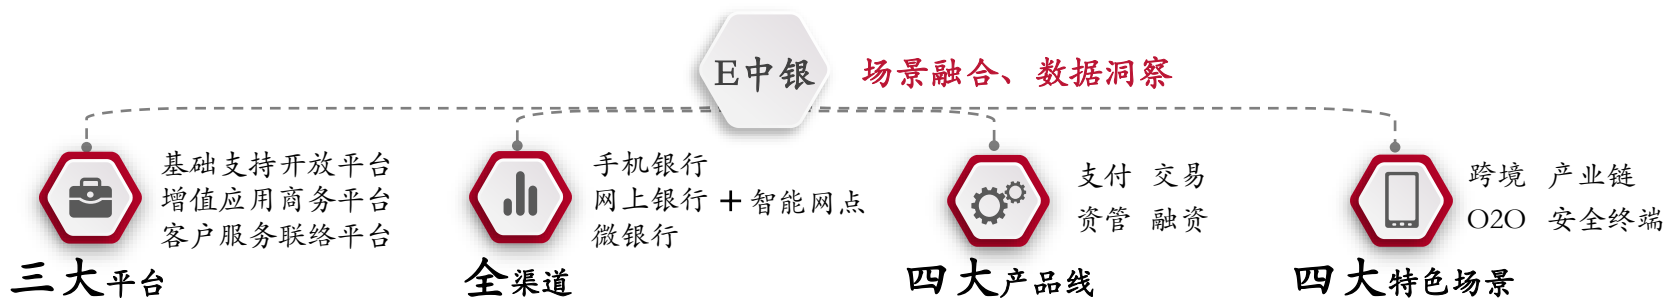 E中银
场景融合、数据洞察
基础支持开放平台
增值应用商务平台
客户服务联络平台
三大平台
手机银行
网上银行
微银行
+智能网点
全渠道
支付 交易
资管 融资
四大产品线
跨境 产业链
O2O 安全终端
四大特色场景